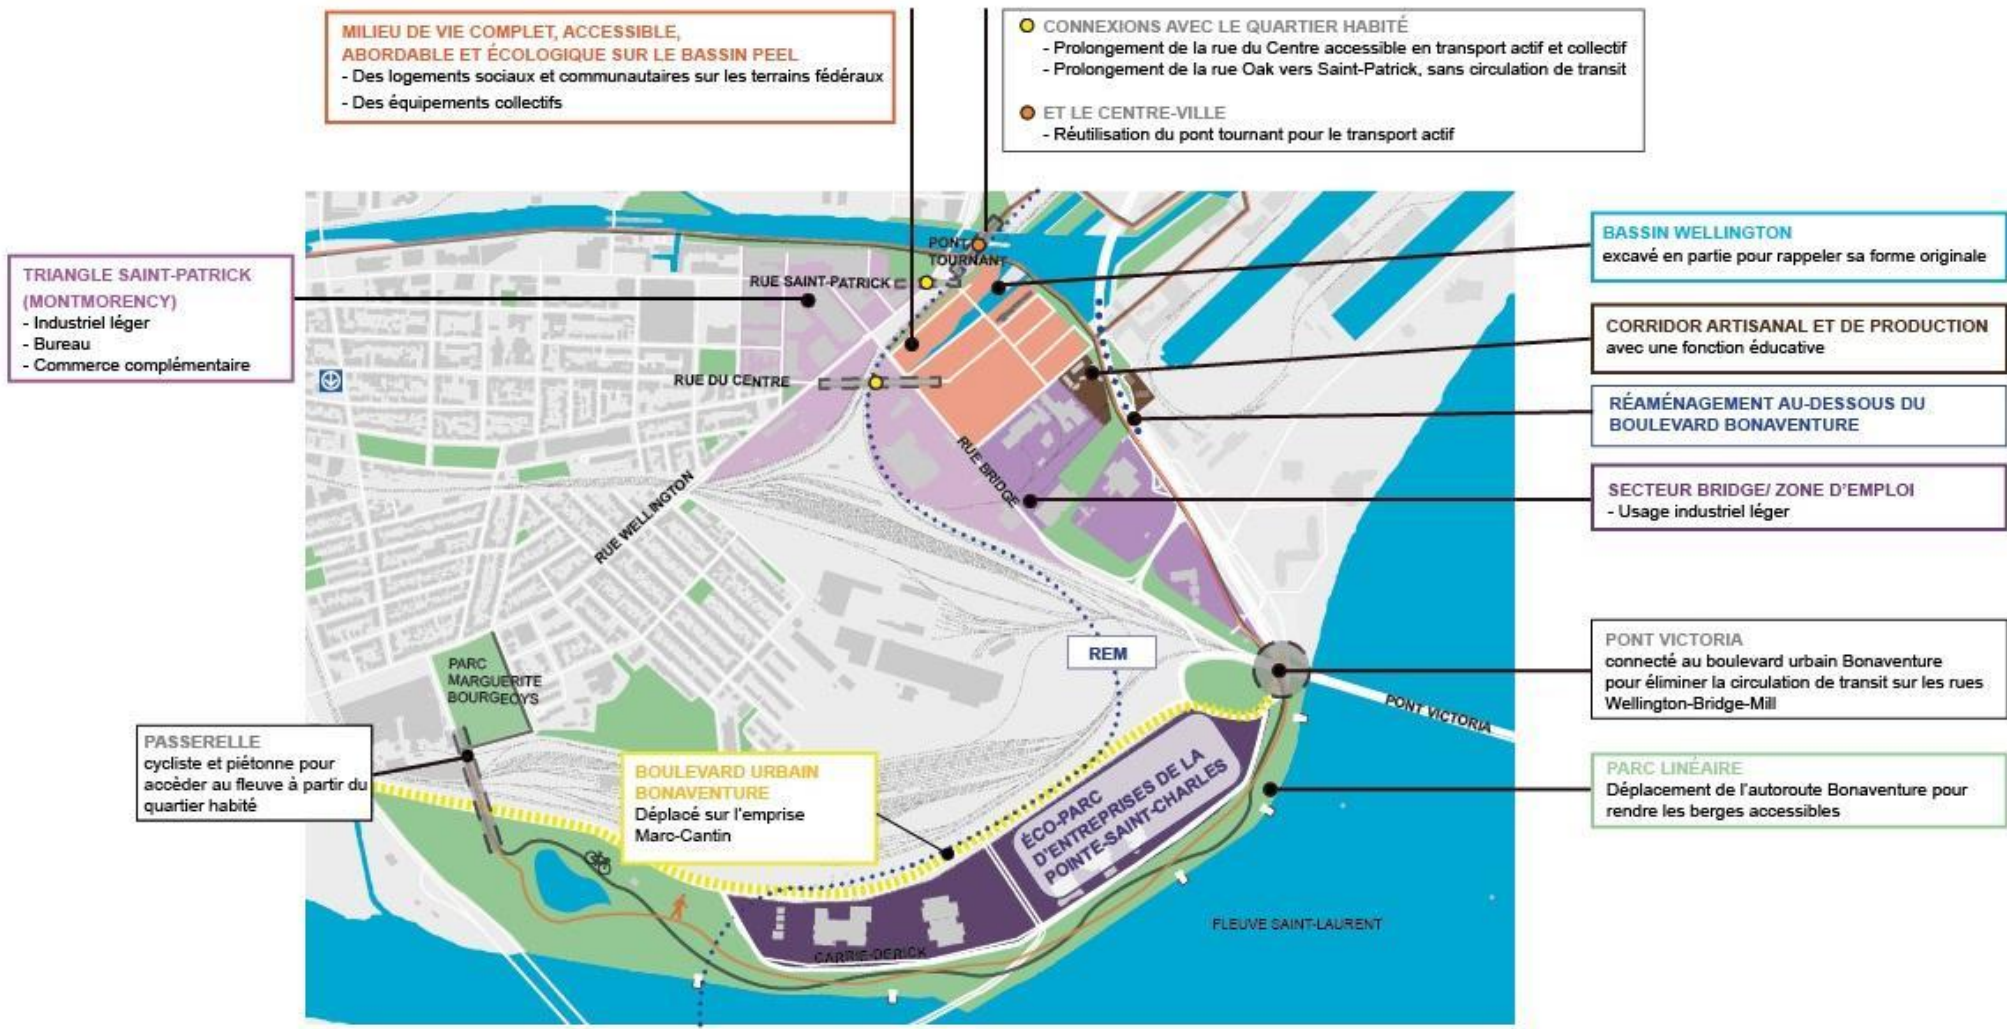 MILIEU DE VIE COMPLET, ACCESSIBLE,
ABORDABLE ET ÉCOLOGIQUE SUR LE BASSIN PEEL
- Des logements sociaux et communautaires sur les terrains fédéraux
- Des équipements collectifs
CONNEXIONS AVEC LE QUARTIER HABITÉ
- Prolongement de la rue du Centre accessible en transport actif et collectif
- Prolongement de la rue Oak vers Saint-Patrick, sans circulation de transit
ET LE CENTRE-VILLE
- Réutilisation du pont tournant pour le transport actif
TRIANGLE SAINT-PATRICK
(MONTMORENCY)
- Industriel léger
- Bureau
- Commerce complémentaire
BASSIN WELLINGTON
excavé en partie pour rappeler sa forme originale
CORRIDOR ARTISANAL ET DE PRODUCTION
avec une fonction éducative
RÉAMÉNAGEMENT AU-DESSOUS DU
BOULEVARD BONAVENTURE
SECTEUR BRIDGE/ ZONE D'EMPLOI
- Usage industriel léger
PONT VICTORIA
connecté au boulevard urbain Bonaventure
pour éliminer la circulation de transit sur les rues
Wellington-Bridge-Mill
PARC LINÉAIRE
Déplacement de l'autoroute Bonaventure pour
rendre les berges accessibles
PASSERELLE
cycliste et piétonne pour
accèder au fleuve à partir du
quartier habité
BOULEVARD URBAIN
BONAVENTURE
Déplacé sur l'emprise
Marc-Cantin
PONT
TOURNANT
RUE SAINT-PATRICK
RUE DU CENTRE
RUE BRIDGE
RUE WELLINGTON
REM
PARC
MARGUERITE
BOURGEOYS
PONT VICTORIA
ÉCO-PARC
D'ENTREPRISES DE LA
POINTE-SAINT-CHARLES
CARRIE-DERICK
FLEUVE SAINT-LAURENT